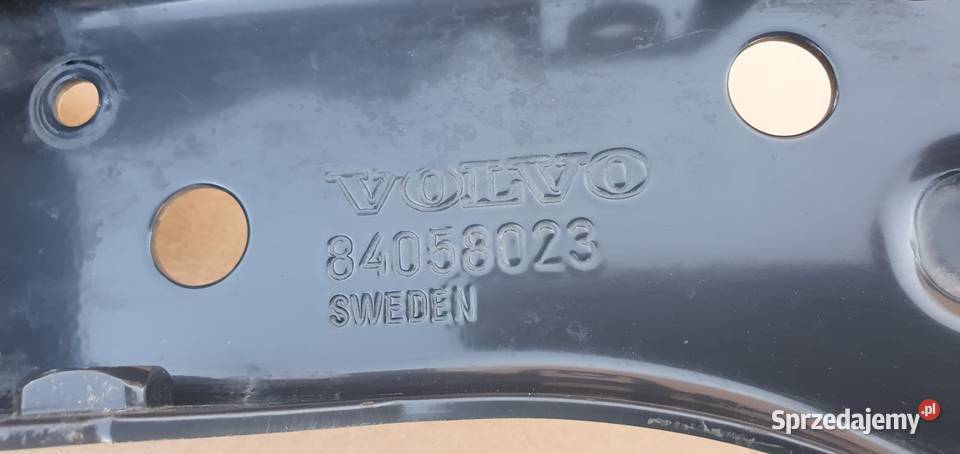 VOLVO
84058023
SWEDEN
Sprzedajemy.pl